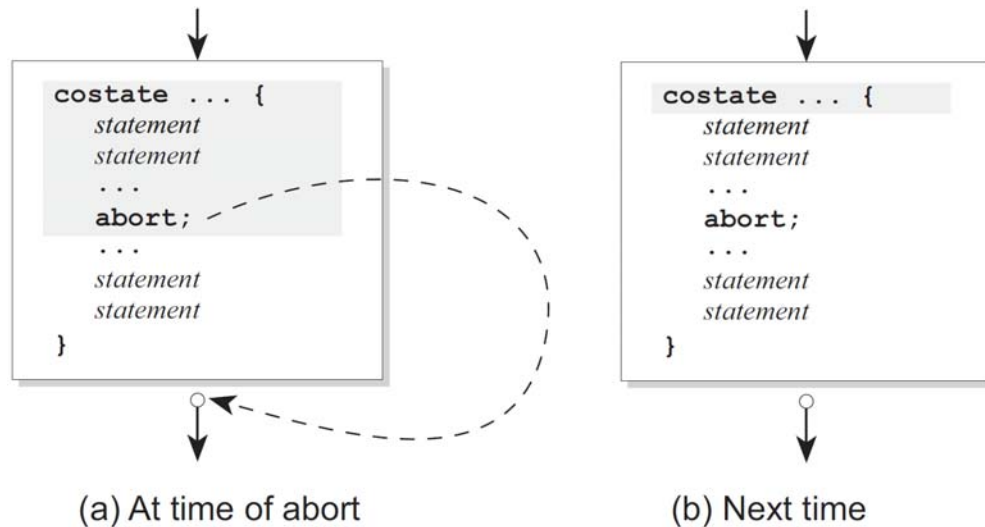 costate ... {
statement
statement
...
abort;
...
statement
statement
}
(a) At time of abort
costate ... {
statement
statement
...
abort;
...
statement
statement
}
(b) Next time